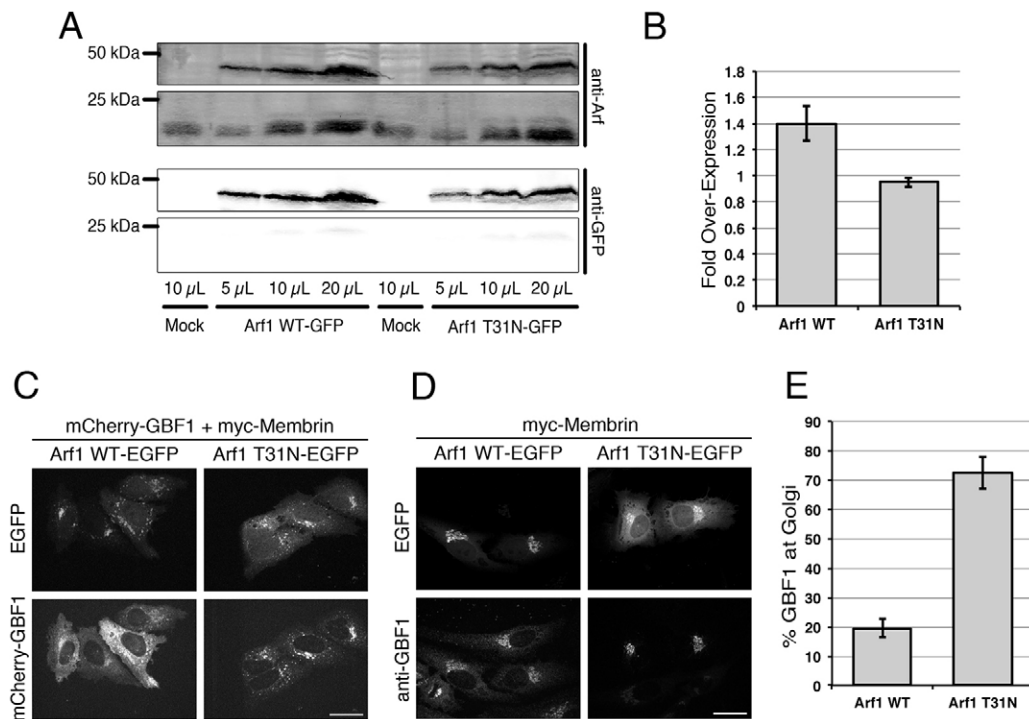 A
50 kDa
25 kDa
anti-Arf
50 kDa
25 kDa
anti-GFP
10 µL 5 µL 10 µL 20 µL 10 µL 5 µL 10 µL 20 µL
Mock Arf1 WT-GFP Mock Arf1 T31N-GFP
B
Fold Over-Expression
1.8
1.6
1.4
1.2
1
0.8
0.6
0.4
0.2
0
Arf1 WT Arf1 T31N
C
mCherry-GBF1 + myc-Membrin
Arf1 WT-EGFP Arf1 T31N-EGFP
EGFP
mCherry-GBF1
D
myc-Membrin
Arf1 WT-EGFP Arf1 T31N-EGFP
EGFP
anti-GBF1
E
% GBF1 at Golgi
90
80
70
60
50
40
30
20
10
0
Arf1 WT Arf1 T31N